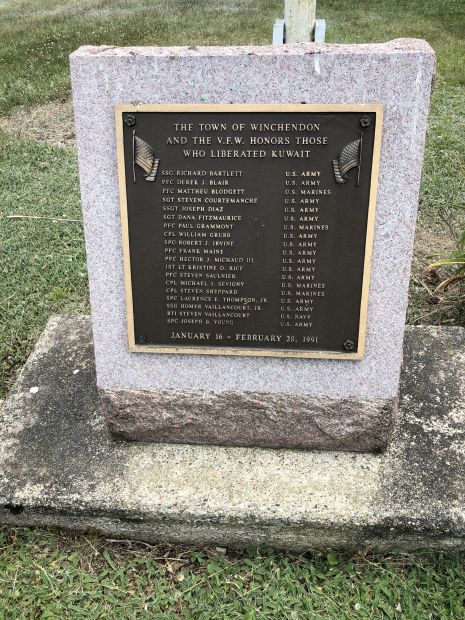 THE TOWN OF WINCHENDON
AND THE V.F.W. HONORS THOSE
WHO LIBERATED KUWAIT
SSG RICHARD BARTLETT U.S. ARMY
PFC DEREK J. BLAIR U.S. ARMY
PFC MATTHEU BLODGETT U.S. MARINES
SGT STEVEN COURTEMANCHE U.S. ARMY
SSGT JOSEPH DIAZ U.S. ARMY
SGT DANA FITZMAURICE U.S. ARMY
PFC PAUL GRAMMONT U.S. MARINES
CPL WILLIAM GRUBB U.S. ARMY
SPC ROBERT J. IRVINE U.S. ARMY
PFC FRANK MAINE U.S. ARMY
PFC HECTOR J. MICHAUD III U.S. ARMY
1ST LT KRISTINE D. RICE U.S. ARMY
PFC STEVEN SAULNIER U.S. ARMY
CPL MICHAEL J. SEVIGNY U.S. MARINES
CPL STEVEN SHEPPARD U.S. MARINES
SPC LAURENCE E. THOMPSON, JR. U.S. ARMY
SSG HOMER VAILLANCOURT, JR. U.S. ARMY
RTI STEVEN VAILLANCOURT U.S. NAVY
SPC JOSEPH B. YOUNG U.S. ARMY
JANUARY 16 - FEBRUARY 28, 1991